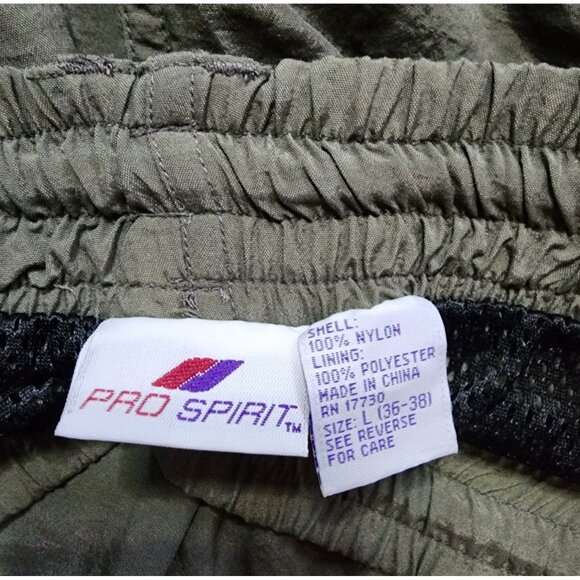 PRO SPIRIT™
SHELL:
100% NYLON
LINING:
100% POLYESTER
MADE IN CHINA
RN 17730
SIZE: L (36-38)
SEE REVERSE
FOR CARE